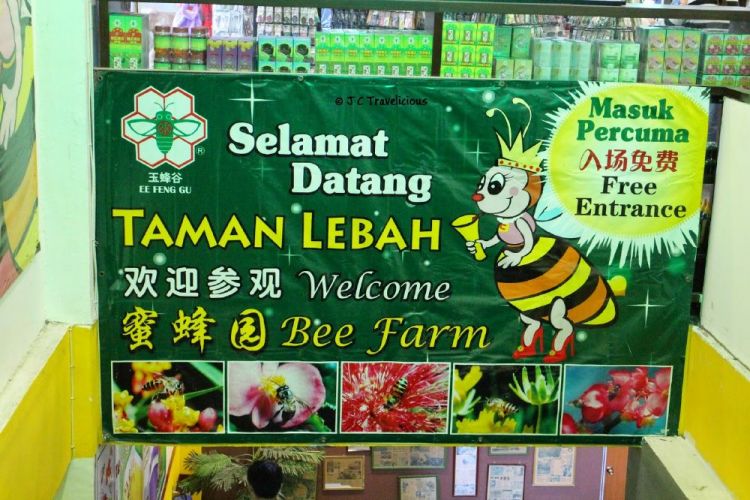 © J C Travelicious
®
玉蜂谷
EE FENG GU
Selamat
Datang
TAMAN LEBAH
欢迎参观 Welcome
蜜蜂园 Bee Farm
Masuk
Percuma
入场免费
Free
Entrance